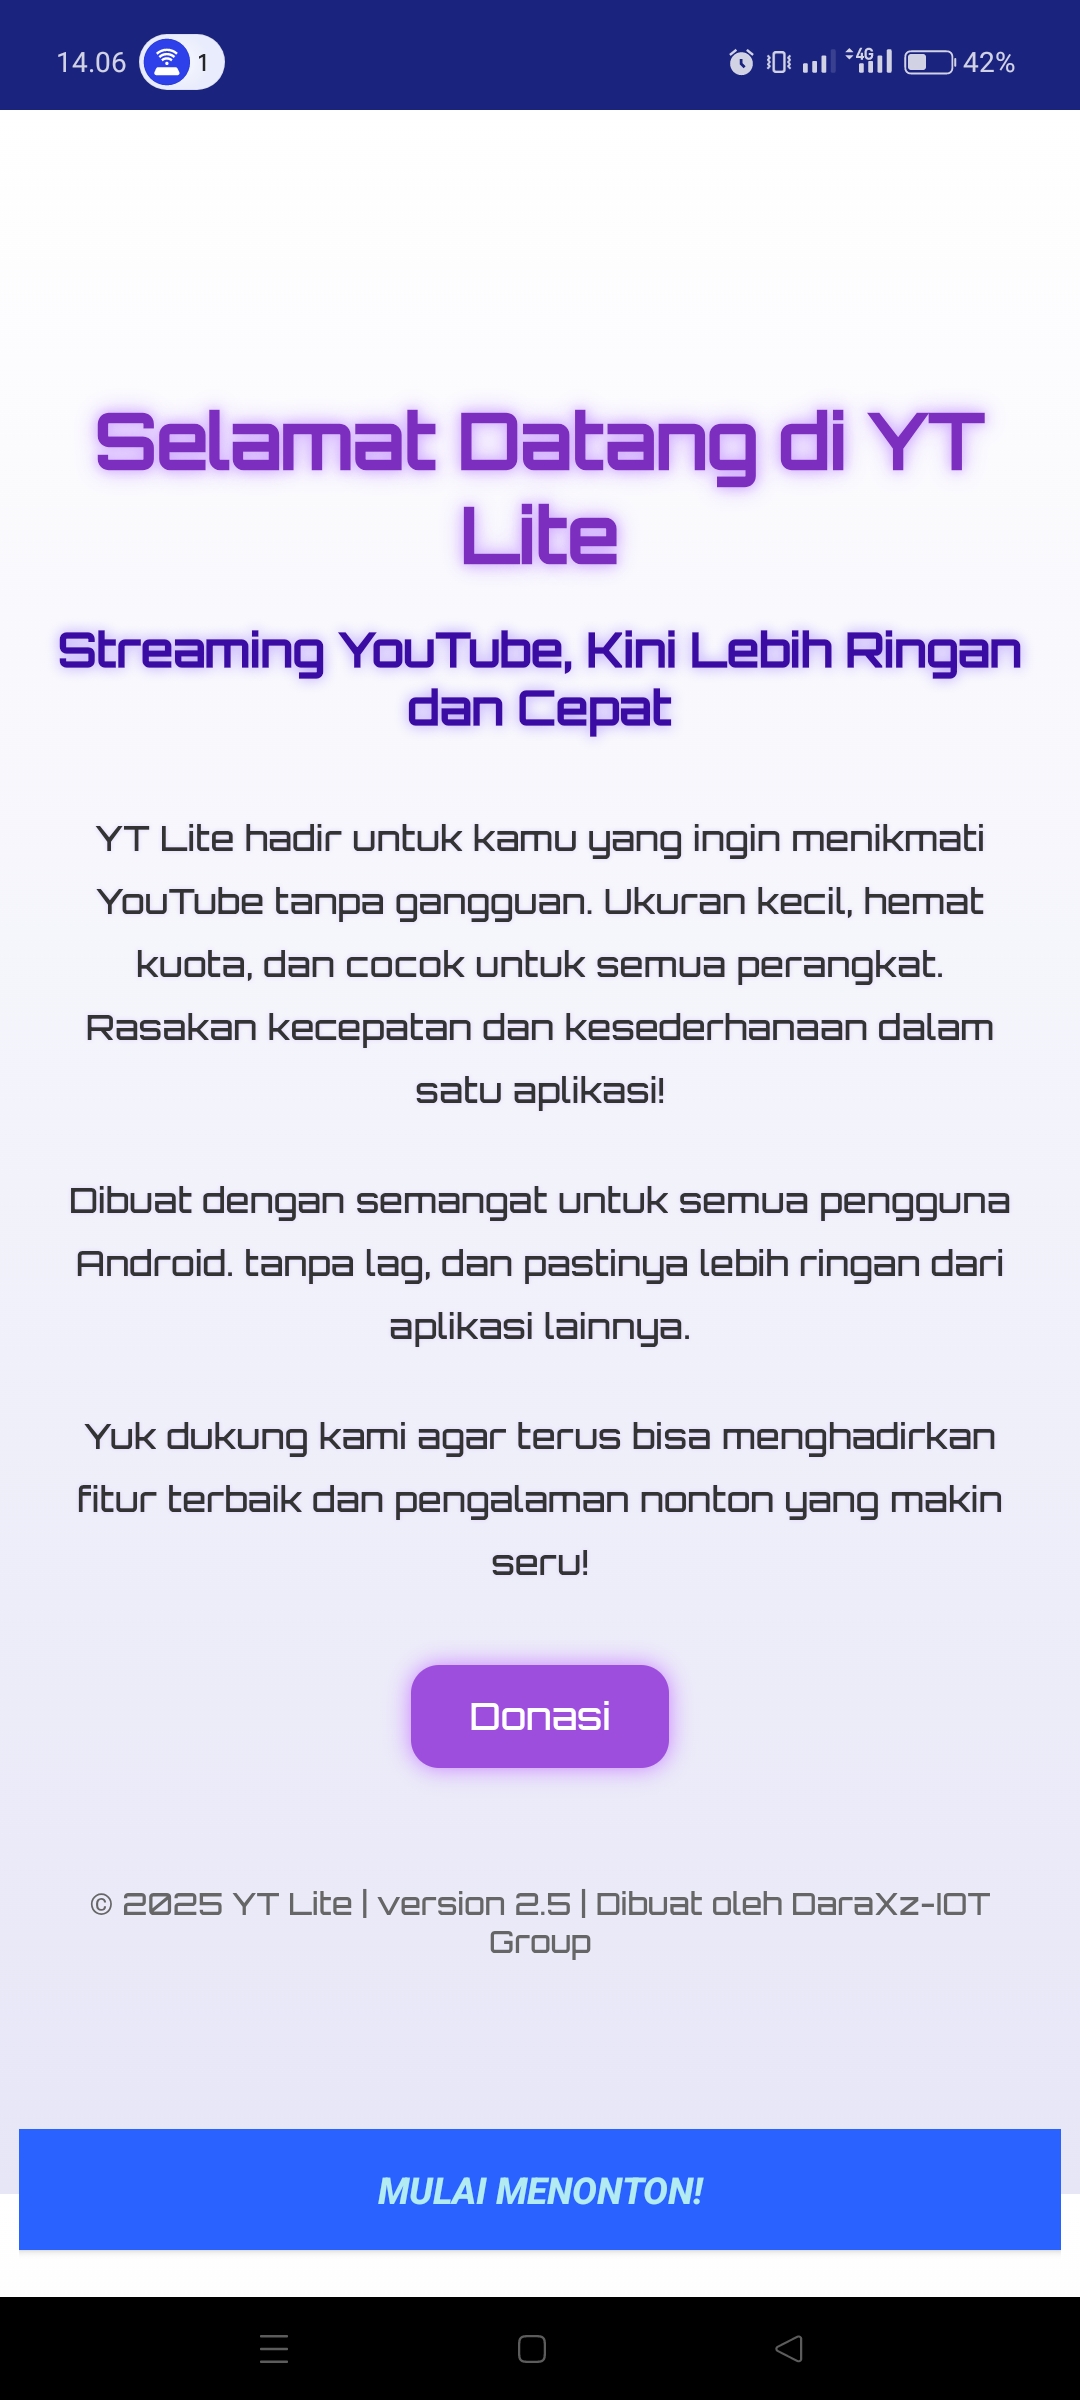 14.06
1
4G
42%
Selamat Datang di YT
Lite
Streaming YouTube, Kini Lebih Ringan
dan Cepat
YT Lite hadir untuk kamu yang ingin menikmati
YouTube tanpa gangguan. Ukuran kecil, hemat
kuota, dan cocok untuk semua perangkat.
Rasakan kecepatan dan kesederhanaan dalam
satu aplikasi!
Dibuat dengan semangat untuk semua pengguna
Android. tanpa lag, dan pastinya lebih ringan dari
aplikasi lainnya.
Yuk dukung kami agar terus bisa menghadirkan
fitur terbaik dan pengalaman nonton yang makin
seru!
Donasi
© 2025 YT Lite | version 2.5 | Dibuat oleh DaraXz-IOT
Group
MULAI MENONTON!